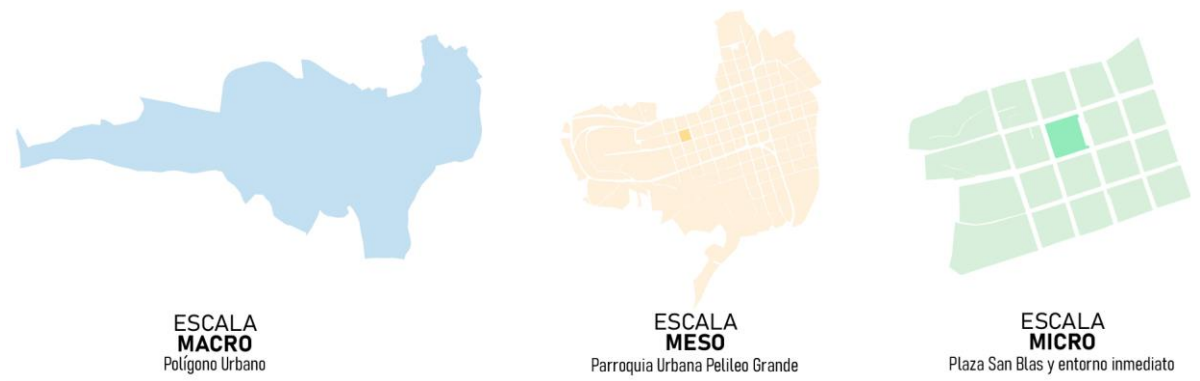 ESCALA
MACRO
Polígono Urbano
ESCALA
MESO
Parroquia Urbana Pelileo Grande
ESCALA
MICRO
Plaza San Blas y entorno inmediato